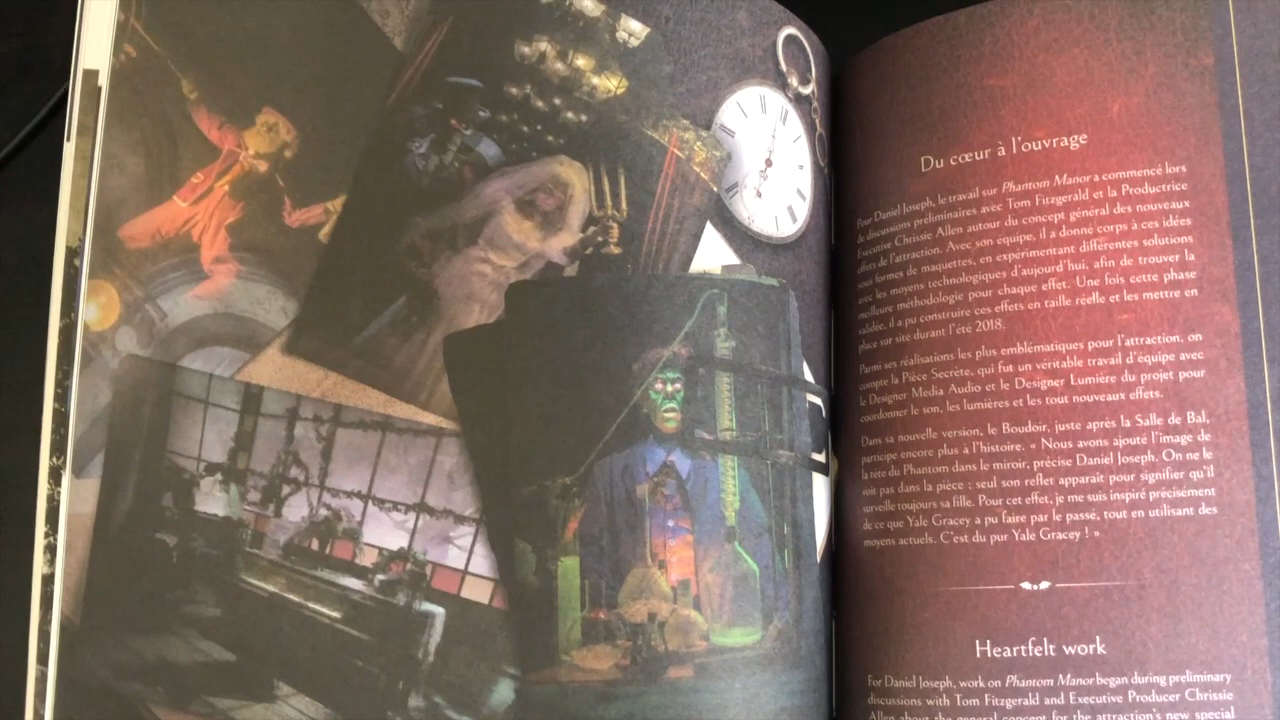 Du cœur à l'ouvrage
Pour Daniel Joseph, le travail sur Phantom Manor a commencé lors
de discussions préliminaires avec Tom Fitzgerald et la Productrice
Executive Chrissie Allen autour du concept général des nouveaux
effets de l'attraction. Avec son équipe, il a donné corps à ces idées
sous formes de maquettes, en expérimentant différentes solutions
avec les moyens technologiques d'aujourd'hui, afin de trouver la
meilleure méthodologie pour chaque effet. Une fois cette phase
validée, il a pu construire ces effets en taille réelle et les mettre en
place sur site durant l'été 2018.
Parmi ses réalisations les plus emblématiques pour l'attraction, on
compte la Pièce Secrète, qui fut un véritable travail d'équipe avec
le Designer Media Audio et le Designer Lumière du projet pour
coordonner le son, les lumières et les tout nouveaux effets.
Dans sa nouvelle version, le Boudoir, juste après la Salle de Bal,
participe encore plus à l'histoire. « Nous avons ajouté l'image de
la tête du Phantom dans le miroir, précise Daniel Joseph. On ne le
voit pas dans la pièce ; seul son reflet apparait pour signifier qu'il
surveille toujours sa fille. Pour cet effet, je me suis inspiré précisément
de ce que Yale Gracey a pu faire par le passé, tout en utilisant des
moyens actuels. C'est du pur Yale Gracey ! »
Heartfelt work
For Daniel Joseph, work on Phantom Manor began during preliminary
discussions with Tom Fitzgerald and Executive Producer Chrissie
Allen about the general concept for the attraction's new special